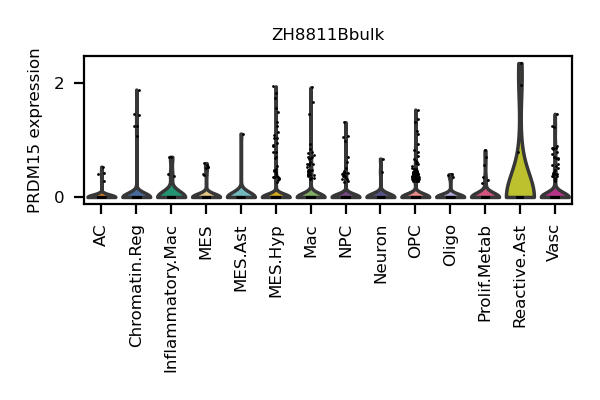 ZH8811Bbulk
PRDM15 expression
2
0
AC
Chromatin.Reg
Inflammatory.Mac
MES
MES.Ast
MES.Hyp
Mac
NPC
Neuron
OPC
Oligo
Prolif.Metab
Reactive.Ast
Vasc